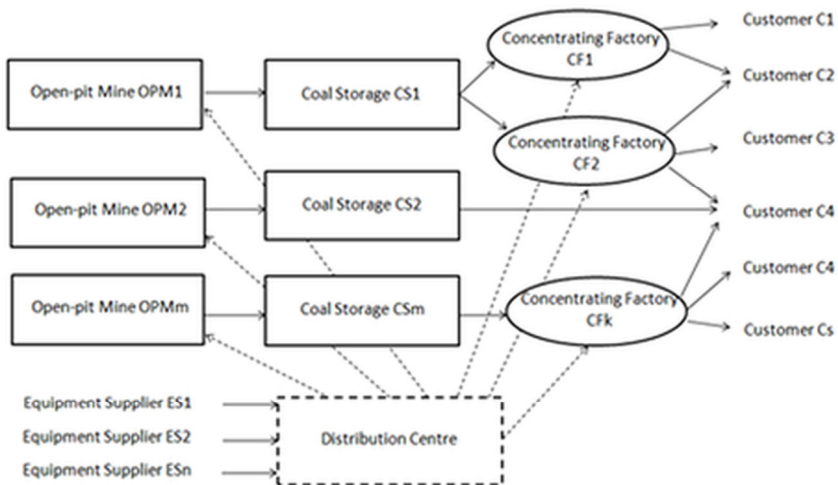 Customer C1
Concentrating Factory
CF1
Customer C2
Open-pit Mine OPM1
Coal Storage CS1
Concentrating Factory
CF2
Customer C3
Open-pit Mine OPM2
Coal Storage CS2
Customer C4
Customer C4
Open-pit Mine OPMm
Coal Storage CSm
Concentrating Factory
CFk
Customer Cs
Equipment Supplier ES1
Equipment Supplier ES2
Distribution Centre
Equipment Supplier ESn